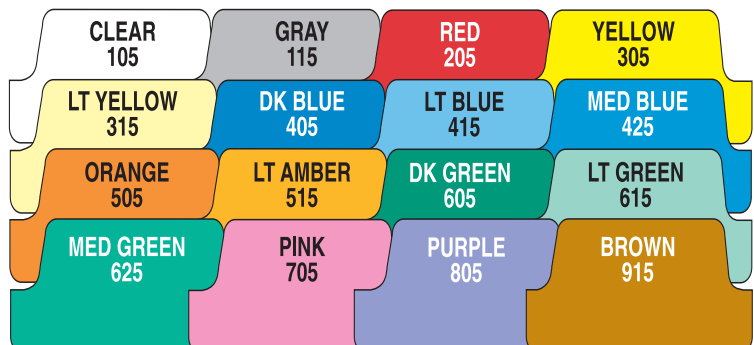 CLEAR
105
GRAY
115
RED
205
YELLOW
305
LT YELLOW
315
DK BLUE
405
LT BLUE
415
MED BLUE
425
ORANGE
505
LT AMBER
515
DK GREEN
605
LT GREEN
615
MED GREEN
625
PINK
705
PURPLE
805
BROWN
915